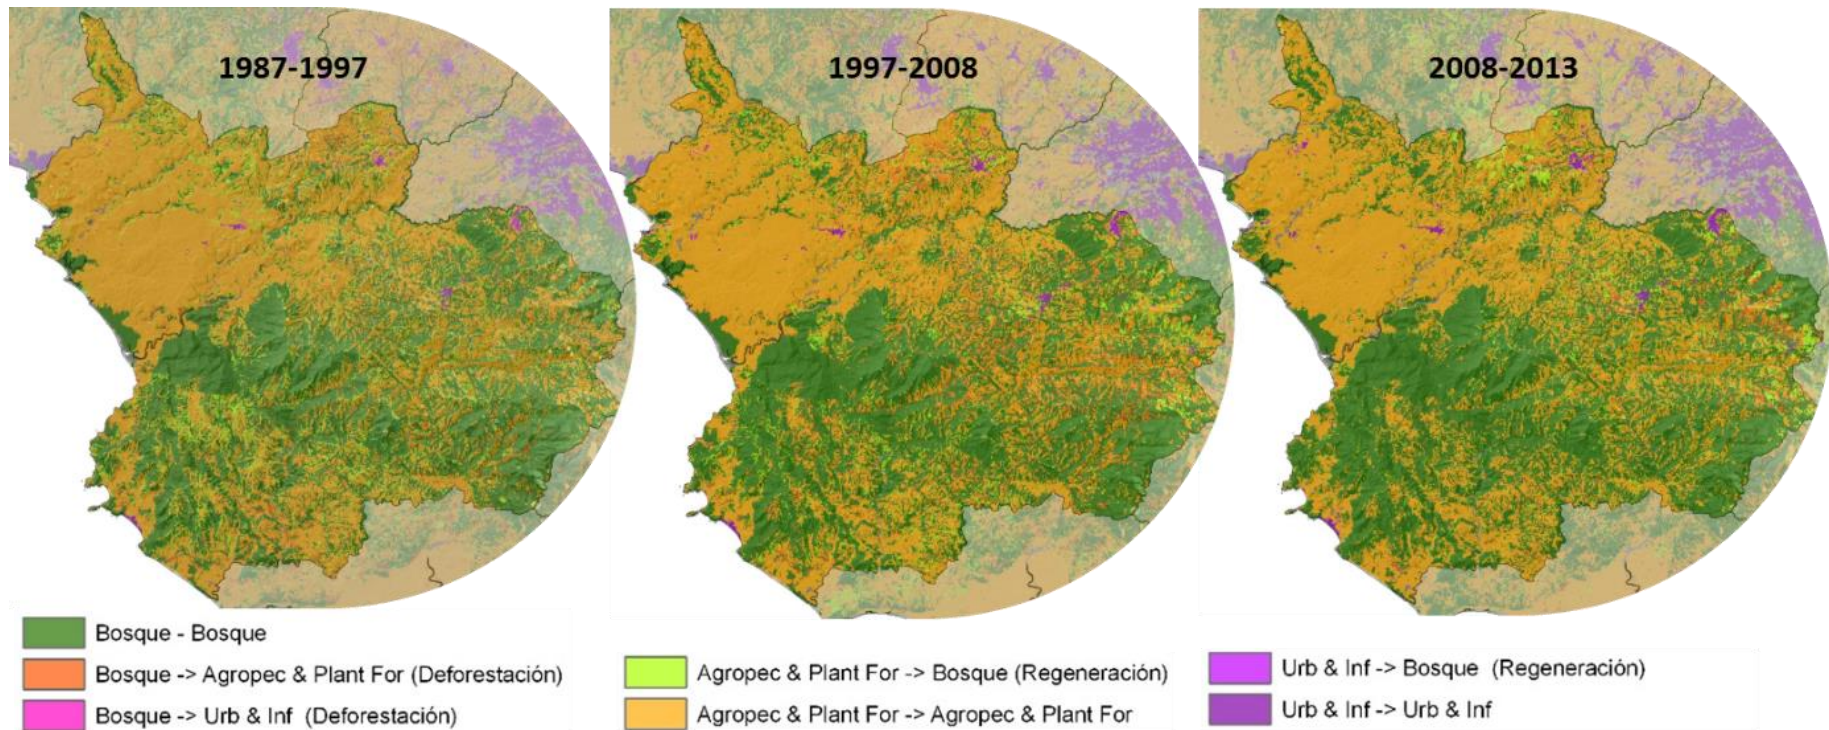 1987-1997
1997-2008
2008-2013
Bosque - Bosque
Bosque -> Agropec & Plant For (Deforestación)
Bosque -> Urb & Inf (Deforestación)
Agropec & Plant For -> Bosque (Regeneración)
Agropec & Plant For -> Agropec & Plant For
Urb & Inf -> Bosque (Regeneración)
Urb & Inf -> Urb & Inf